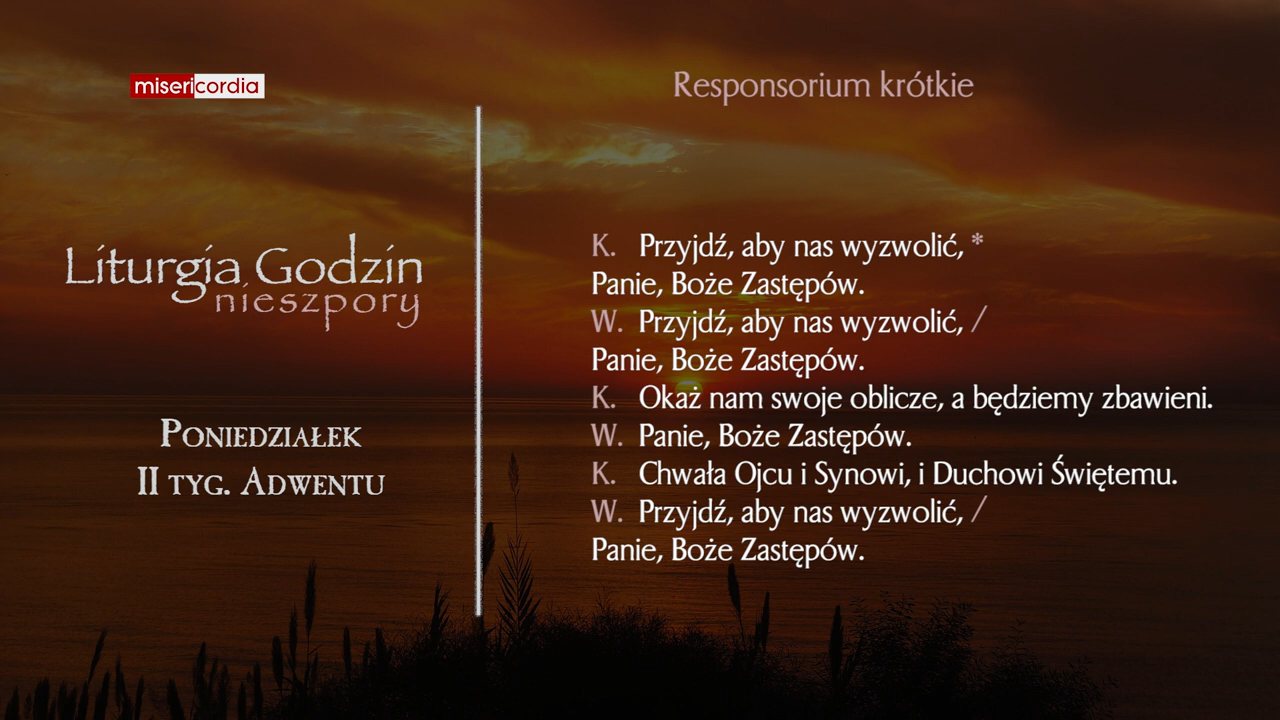 misericordia
Responsorium krótkie
Liturgia Godzin
nieszpory
Poniedziałek
II tyg. Adwentu
K. Przyjdź, aby nas wyzwolić, *
Panie, Boże Zastępów.
W. Przyjdź, aby nas wyzwolić, /
Panie, Boże Zastępów.
K. Okaż nam swoje oblicze, a będziemy zbawieni.
W. Panie, Boże Zastępów.
K. Chwała Ojcu i Synowi, i Duchowi Świętemu.
W. Przyjdź, aby nas wyzwolić, /
Panie, Boże Zastępów.